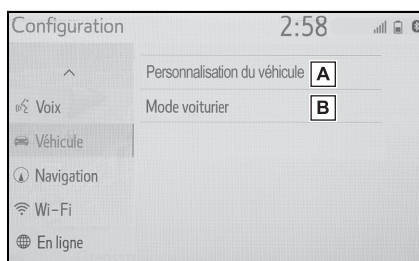 Configuration 2:58
Personnalisation du véhicule A
Voix
Mode voiturier B
Véhicule
Navigation
Wi-Fi
En ligne